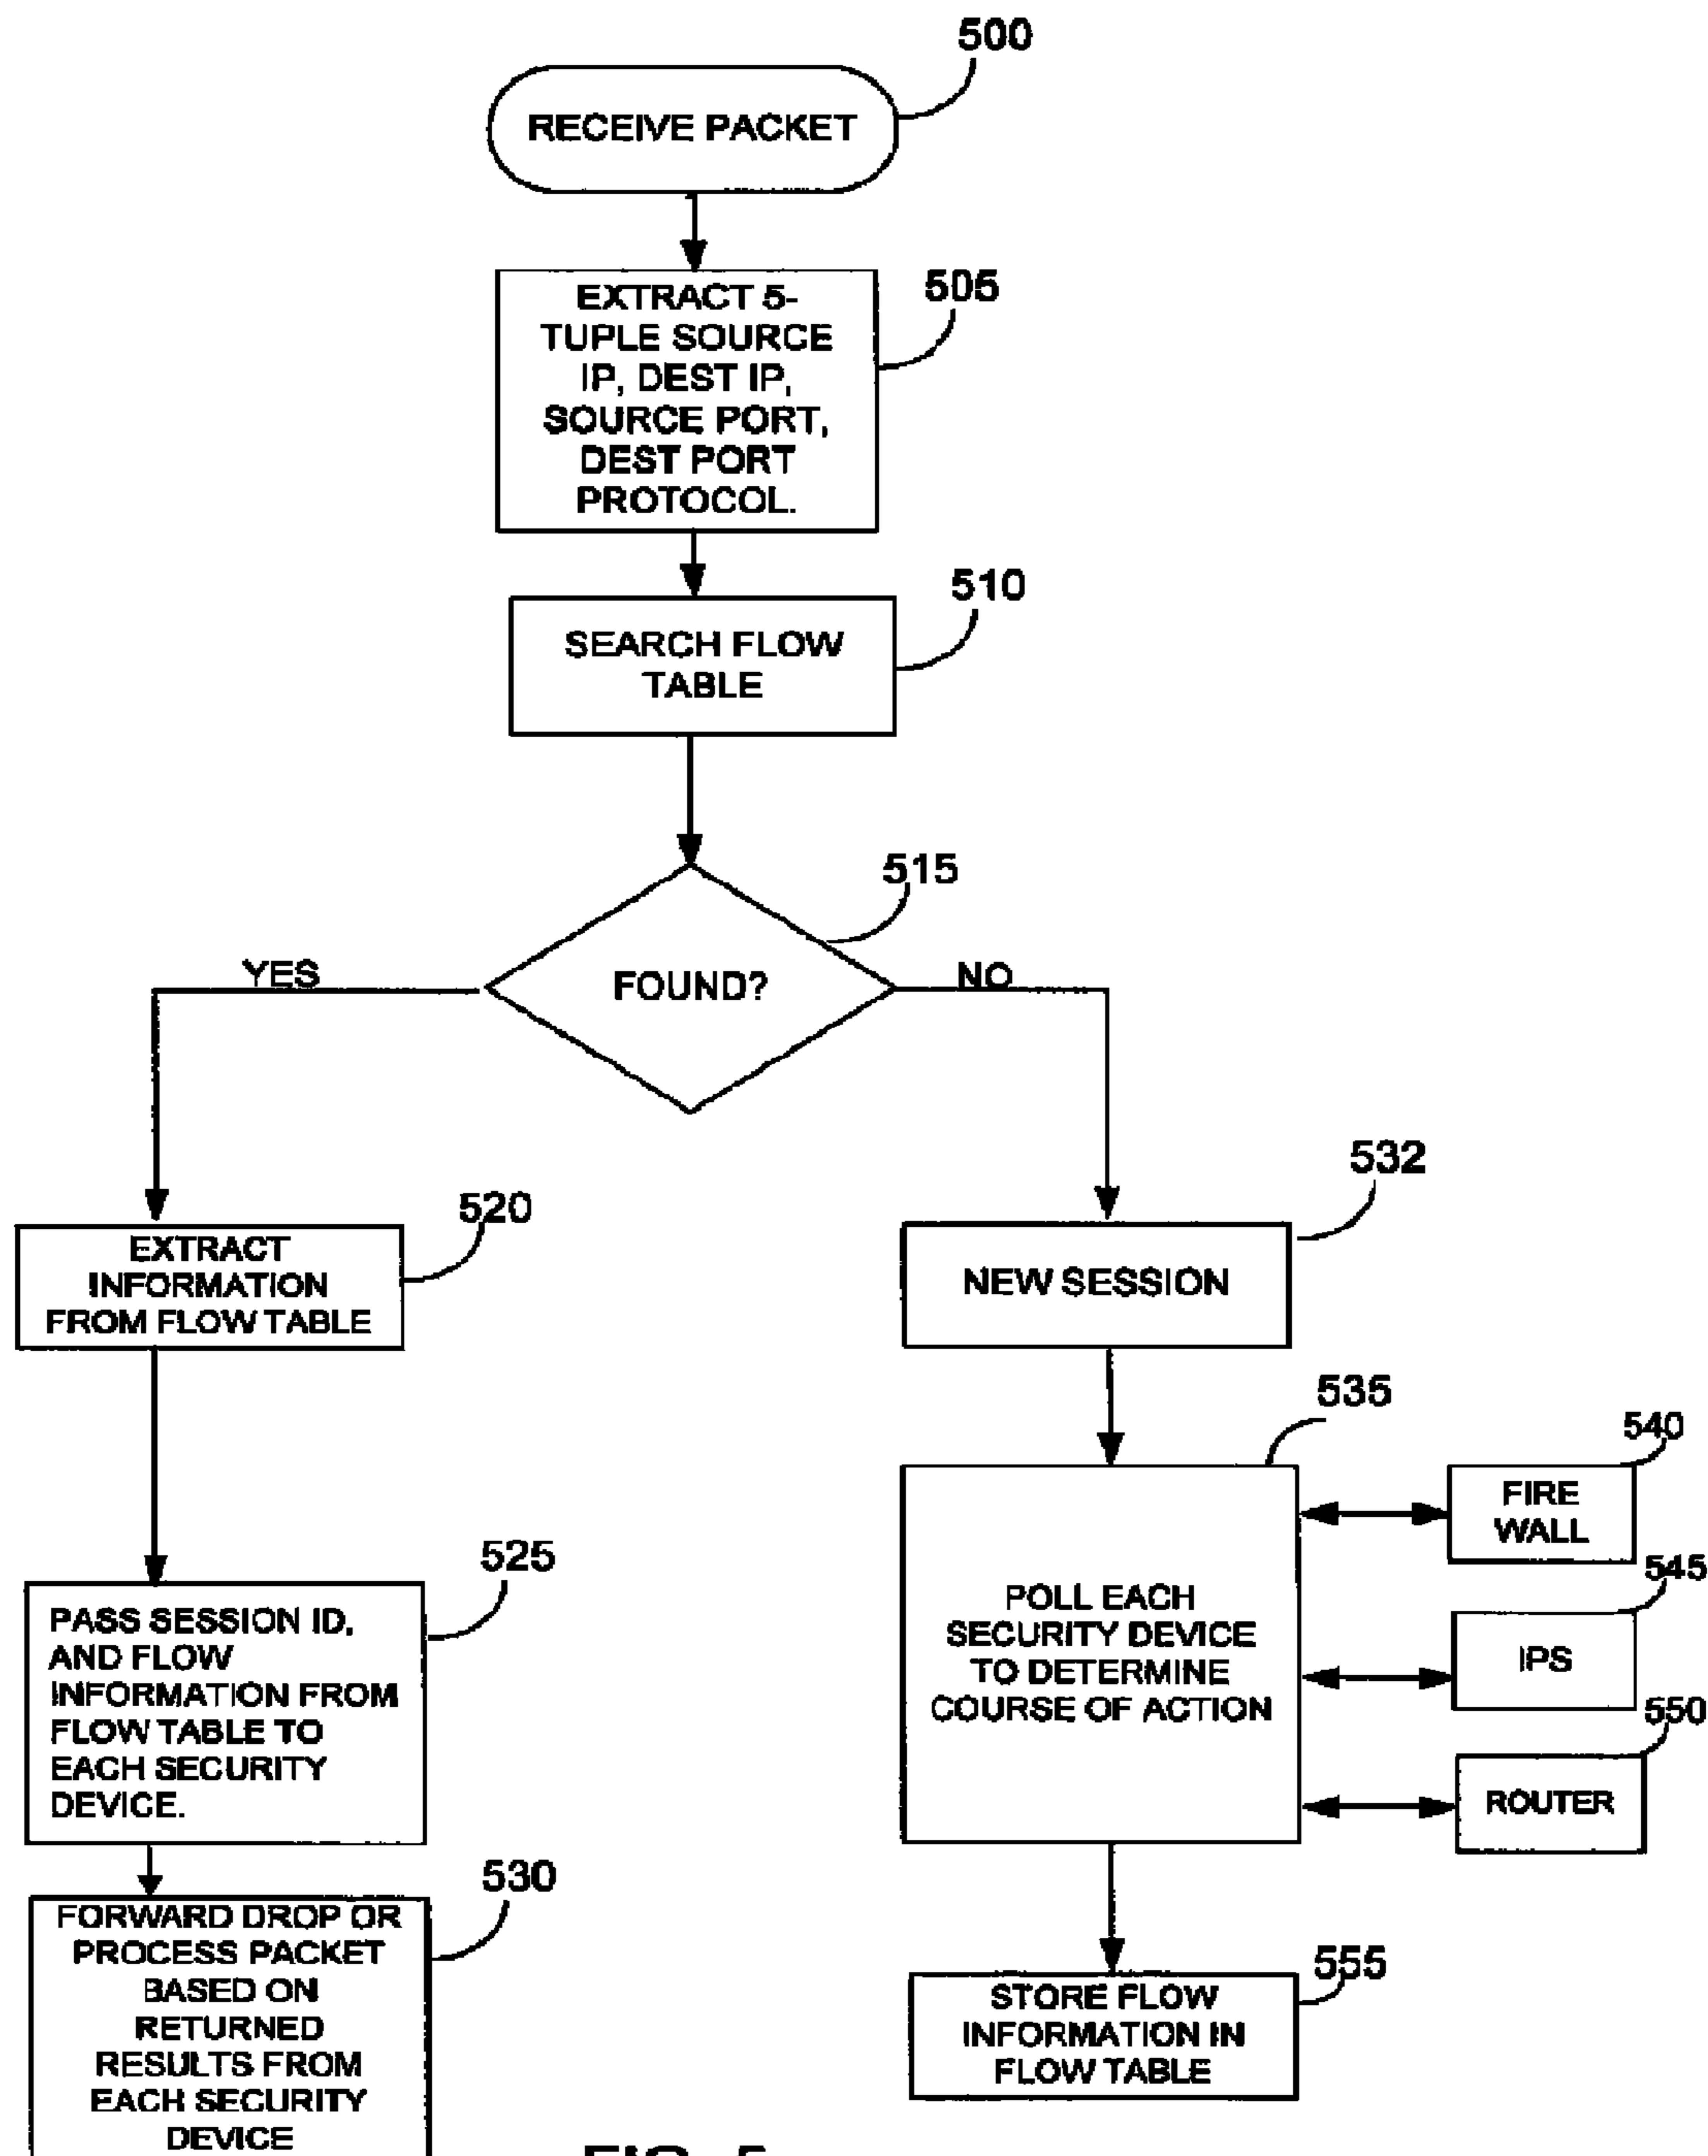 500
RECEIVE PACKET
505
EXTRACT 5-
TUPLE SOURCE
IP, DEST IP,
SOURCE PORT,
DEST PORT
PROTOCOL.
510
SEARCH FLOW
TABLE
515
FOUND?
YES
NO
520
EXTRACT
INFORMATION
FROM FLOW TABLE
532
NEW SESSION
525
PASS SESSION ID,
AND FLOW
INFORMATION FROM
FLOW TABLE TO
EACH SECURITY
DEVICE.
530
FORWARD DROP OR
PROCESS PACKET
BASED ON
RETURNED
RESULTS FROM
EACH SECURITY
DEVICE
535
POLL EACH
SECURITY DEVICE
TO DETERMINE
COURSE OF ACTION
540
FIRE
WALL
545
IPS
550
ROUTER
555
STORE FLOW
INFORMATION IN
FLOW TABLE